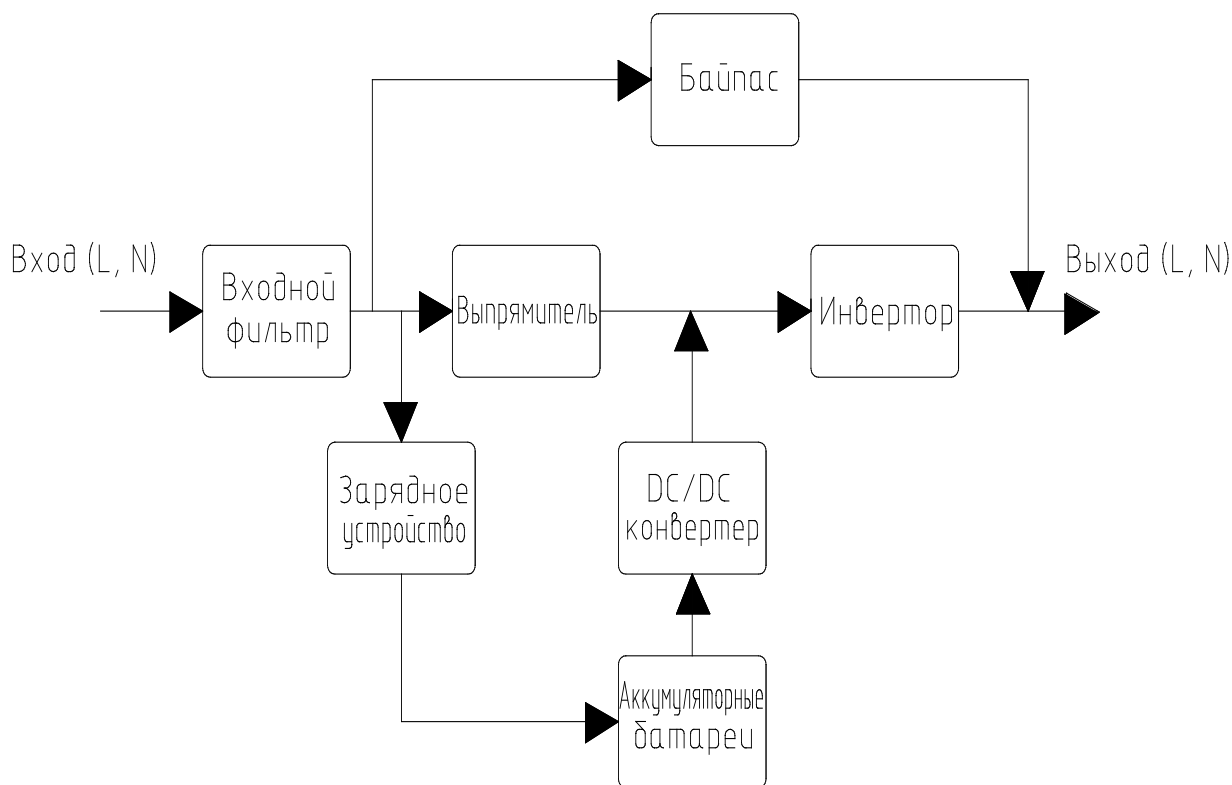 Байпас
Вход (L, N)
Входной
фильтр
Выпрямитель
Инвертор
Выход (L, N)
Зарядное
устройство
DC/DC
конвертер
Аккумуляторные
батареи